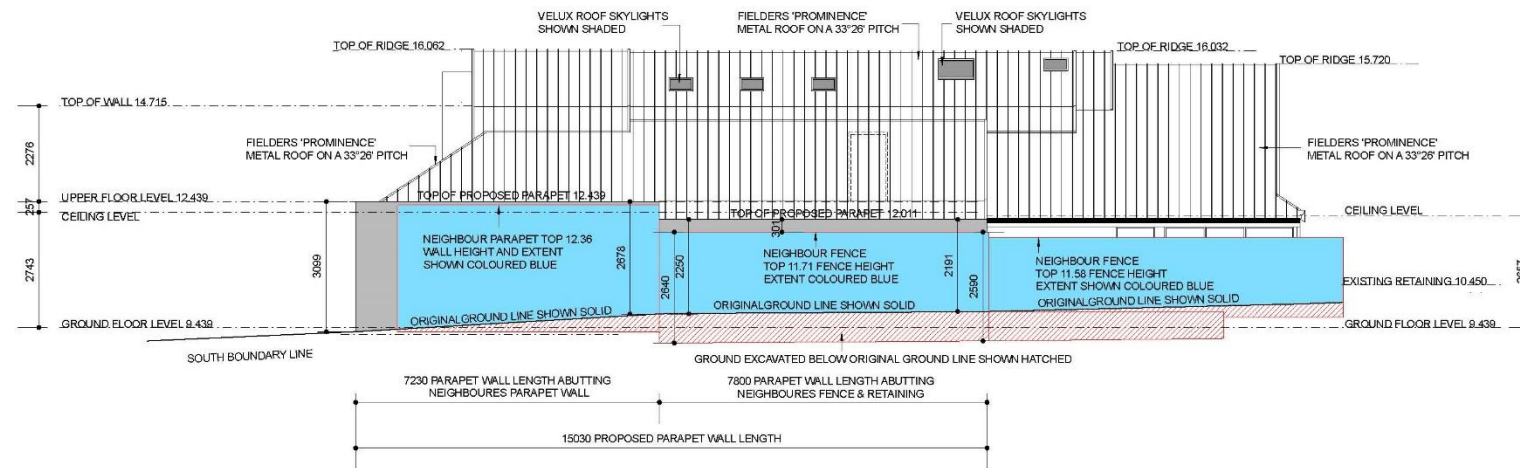 VELUX ROOF SKYLIGHTS
SHOWN SHADED
FIELDERS 'PROMINENCE'
METAL ROOF ON A 33°26' PITCH
VELUX ROOF SKYLIGHTS
SHOWN SHADED
TOP OF RIDGE 16.062
TOP OF RIDGE 16.032
TOP OF RIDGE 15.720
TOP OF WALL 14.715
2276
FIELDERS 'PROMINENCE'
METAL ROOF ON A 33°26' PITCH
FIELDERS 'PROMINENCE'
METAL ROOF ON A 33°26' PITCH
UPPER FLOOR LEVEL 12.439
TOP OF PROPOSED PARAPET 12.439
257
CEILING LEVEL
TOP OF PROPOSED PARAPET 12.011
CEILING LEVEL
301
NEIGHBOUR PARAPET TOP 12.36
WALL HEIGHT AND EXTENT
SHOWN COLOURED BLUE
NEIGHBOUR FENCE
TOP 11.71 FENCE HEIGHT
EXTENT COLOURED BLUE
NEIGHBOUR FENCE
TOP 11.58 FENCE HEIGHT
EXTENT SHOWN COLOURED BLUE
2743
3099
2678
2640
2250
2191
2590
EXISTING RETAINING 10.450
ORIGINALGROUND LINE SHOWN SOLID
ORIGINALGROUND LINE SHOWN SOLID
ORIGINALGROUND LINE SHOWN SOLID
GROUND FLOOR LEVEL 9.439
GROUND FLOOR LEVEL 9.439
SOUTH BOUNDARY LINE
GROUND EXCAVATED BELOW ORIGINAL GROUND LINE SHOWN HATCHED
7230 PARAPET WALL LENGTH ABUTTING
NEIGHBOURES PARAPET WALL
7800 PARAPET WALL LENGTH ABUTTING
NEIGHBOURES FENCE & RETAINING
15030 PROPOSED PARAPET WALL LENGTH